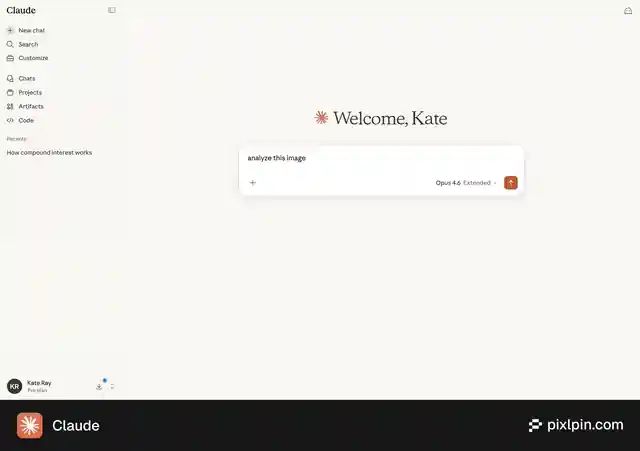 Claude
New chat
Search
Customize
Chats
Projects
Artifacts
Code
Recents
How compound interest works
Welcome, Kate
analyze this image
Opus 4.6 Extended
KR
Kate Ray
Pro plan
Claude
pixlpin.com